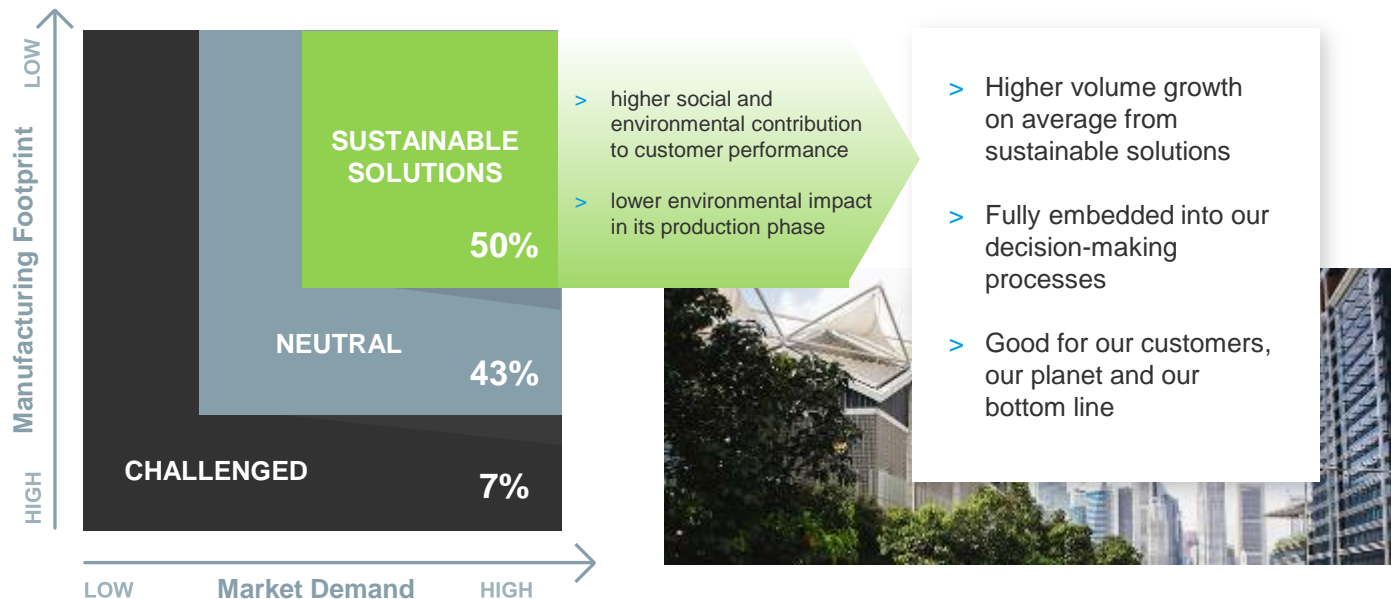 LOW
Manufacturing Footprint
HIGH
SUSTAINABLE
SOLUTIONS
50%
NEUTRAL
43%
CHALLENGED
7%
LOW
Market Demand
HIGH
> higher social and
environmental contribution
to customer performance
> lower environmental impact
in its production phase
> Higher volume growth
on average from
sustainable solutions
> Fully embedded into our
decision-making
processes
> Good for our customers,
our planet and our
bottom line